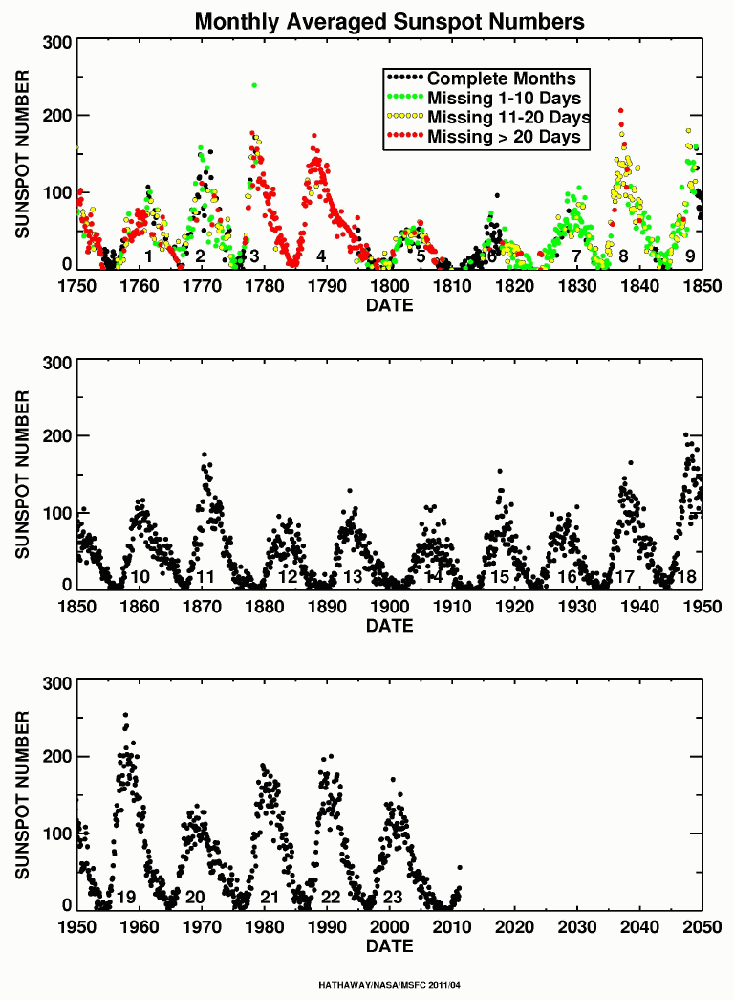 Monthly Averaged Sunspot Numbers
300
200
100
0
SUNSPOT NUMBER
Complete Months
Missing 1-10 Days
Missing 11-20 Days
Missing > 20 Days
1 2 3 4 5 6 7 8 9
1750 1760 1770 1780 1790 1800 1810 1820 1830 1840 1850
DATE
300
200
100
0
SUNSPOT NUMBER
10 11 12 13 14 15 16 17 18
1850 1860 1870 1880 1890 1900 1910 1920 1930 1940 1950
DATE
300
200
100
0
SUNSPOT NUMBER
19 20 21 22 23
1950 1960 1970 1980 1990 2000 2010 2020 2030 2040 2050
DATE
HATHAWAY/NASA/MSFC 2011/04